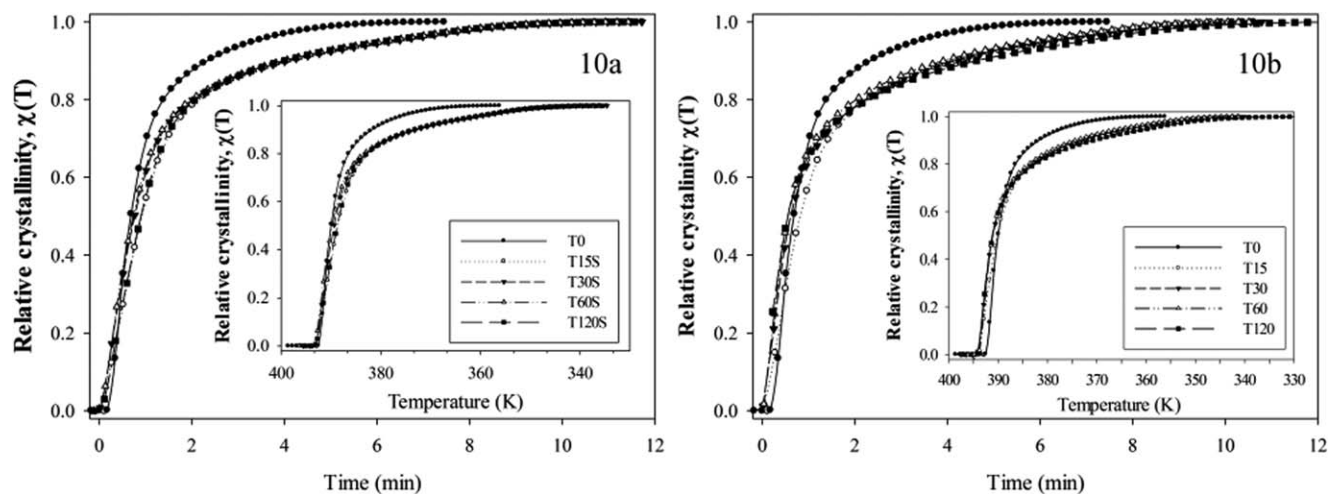 10a
Relative crystallinity, χ(T)
1.0
0.8
0.6
0.4
0.2
0.0
0 2 4 6 8 10 12
Time (min)
Relative crystallinity, χ(T)
1.0
0.8
0.6
0.4
0.2
0.0
400 380 360 340
Temperature (K)
T0
T15S
T30S
T60S
T120S
10b
Relative crystalinity χ(T)
1.0
0.8
0.6
0.4
0.2
0.0
0 2 4 6 8 10 12
Time (min)
Relative crystallinity, χ(T)
1.0
0.8
0.6
0.4
0.2
0.0
400 390 380 370 360 350 340 330
Temperature (K)
T0
T15
T30
T60
T120